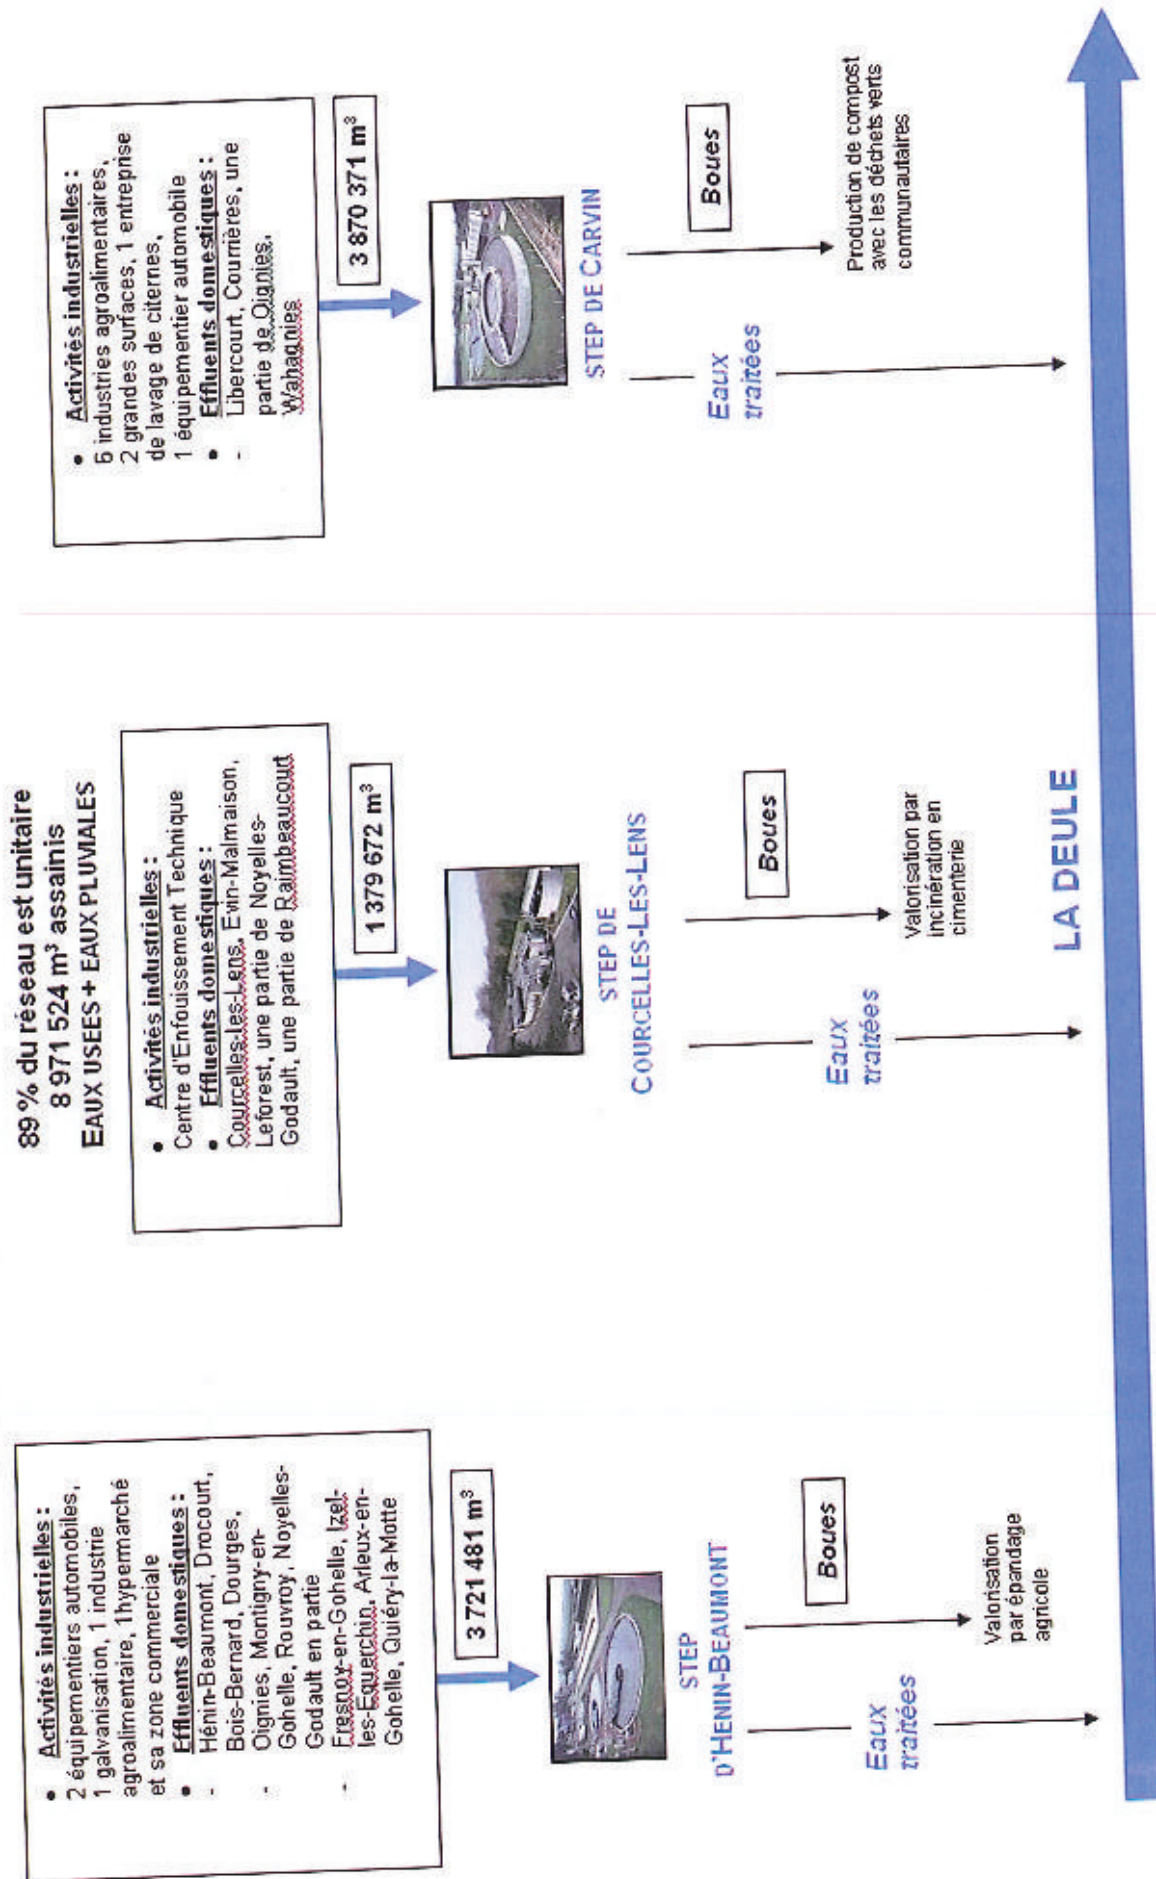 89 % du réseau est unitaire
8 971 524 m³ assainis
EAUX USEES + EAUX PLUVIALES
• Activités industrielles :
2 équipementiers automobiles,
1 galvanisation, 1 industrie
agroalimentaire, 1hypermarché
et sa zone commerciale
• Effluents domestiques :
- Hénin-Beaumont, Drocourt,
Bois-Bernard, Dourges,
- Oignies, Montigny-en-
Gohelle, Rouvroy, Noyelles-
Godault en partie
- Fresnoy-en-Gohelle, Izel-
les-Equerchin, Arleux-en-
Gohelle, Quiéry-la-Motte
3 721 481 m³
STEP
D'HENIN-BEAUMONT
Boues
Eaux
traitées
Valorisation
par épandage
agricole
• Activités industrielles :
Centre d'Enfouissement Technique
• Effluents domestiques :
Courcelles-les-Lens, Evin-Malmaison,
Leforest, une partie de Noyelles-
Godault, une partie de Raimbeaucourt
1 379 672 m³
STEP DE
COURCELLES-LES-LENS
Boues
Eaux
traitées
Valorisation par
incinération en
cimenterie
• Activités industrielles :
6 industries agroalimentaires,
2 grandes surfaces, 1 entreprise
de lavage de citernes,
1 équipementier automobile
• Effluents domestiques :
- Libercourt, Courrières, une
partie de Oignies,
Wahagnies
3 870 371 m³
STEP DE CARVIN
Boues
Eaux
traitées
Production de compost
avec les déchets verts
communautaires
LA DEULE